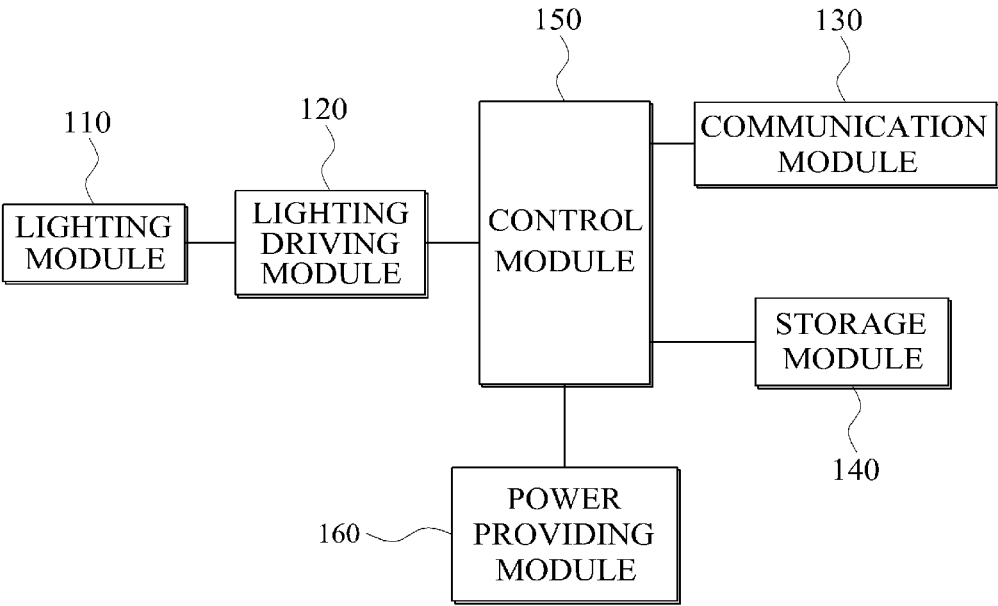 150
130
110
120
COMMUNICATION
MODULE
LIGHTING
MODULE
LIGHTING
DRIVING
MODULE
CONTROL
MODULE
STORAGE
MODULE
140
160
POWER
PROVIDING
MODULE